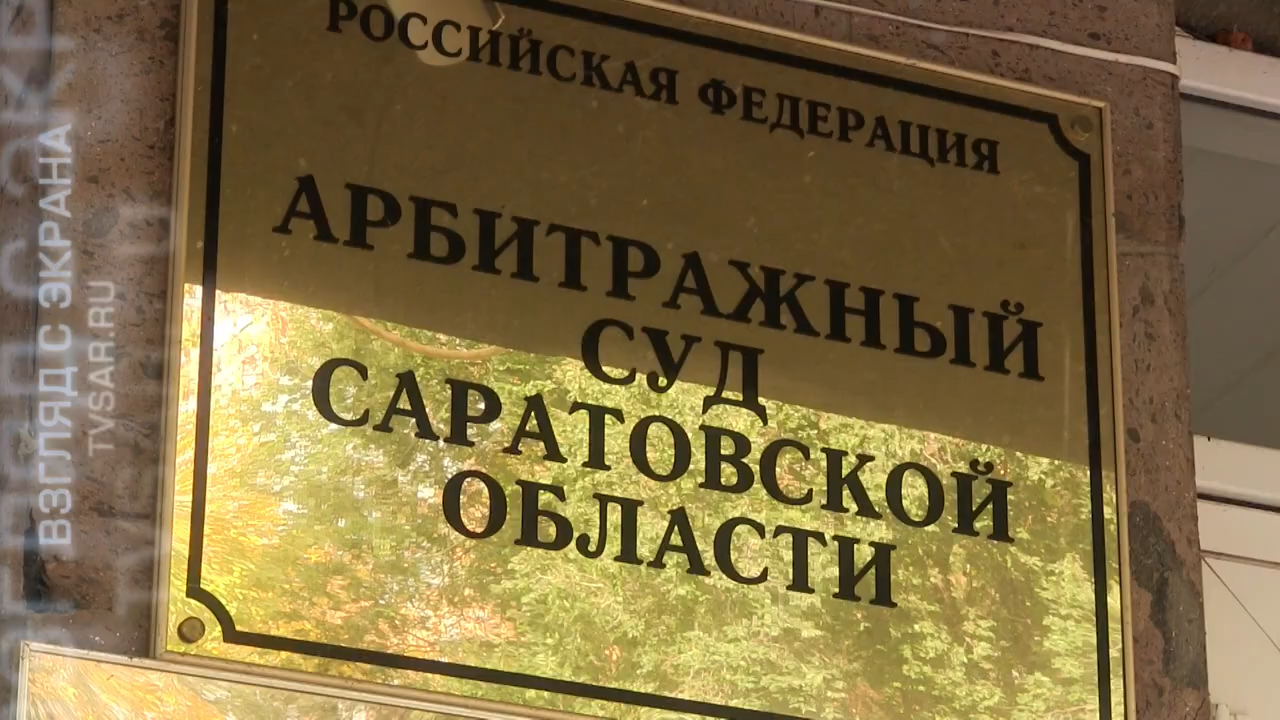 РОССИЙСКАЯ ФЕДЕРАЦИЯ
АРБИТРАЖНЫЙ
СУД
САРАТОВСКОЙ
ОБЛАСТИ
ВЗГЛЯД С ЭКРАНА
TVSAR.RU